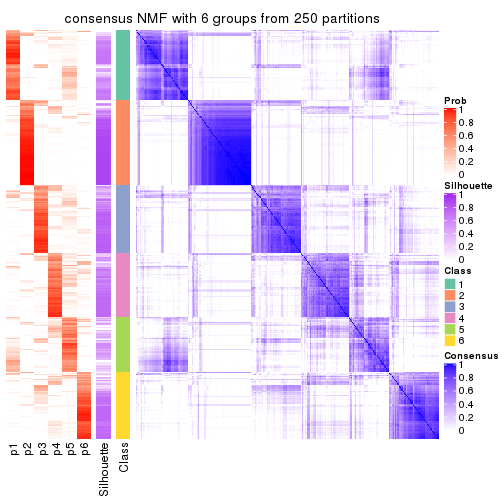 consensus NMF with 6 groups from 250 partitions
Prob
1
0.8
0.6
0.4
0.2
0
Silhouette
1
0.8
0.6
0.4
0.2
0
Class
1
2
3
4
5
6
Consensus
1
0.8
0.6
0.4
0.2
0
p1
p2
p3
p4
p5
p6
Silhouette
Class